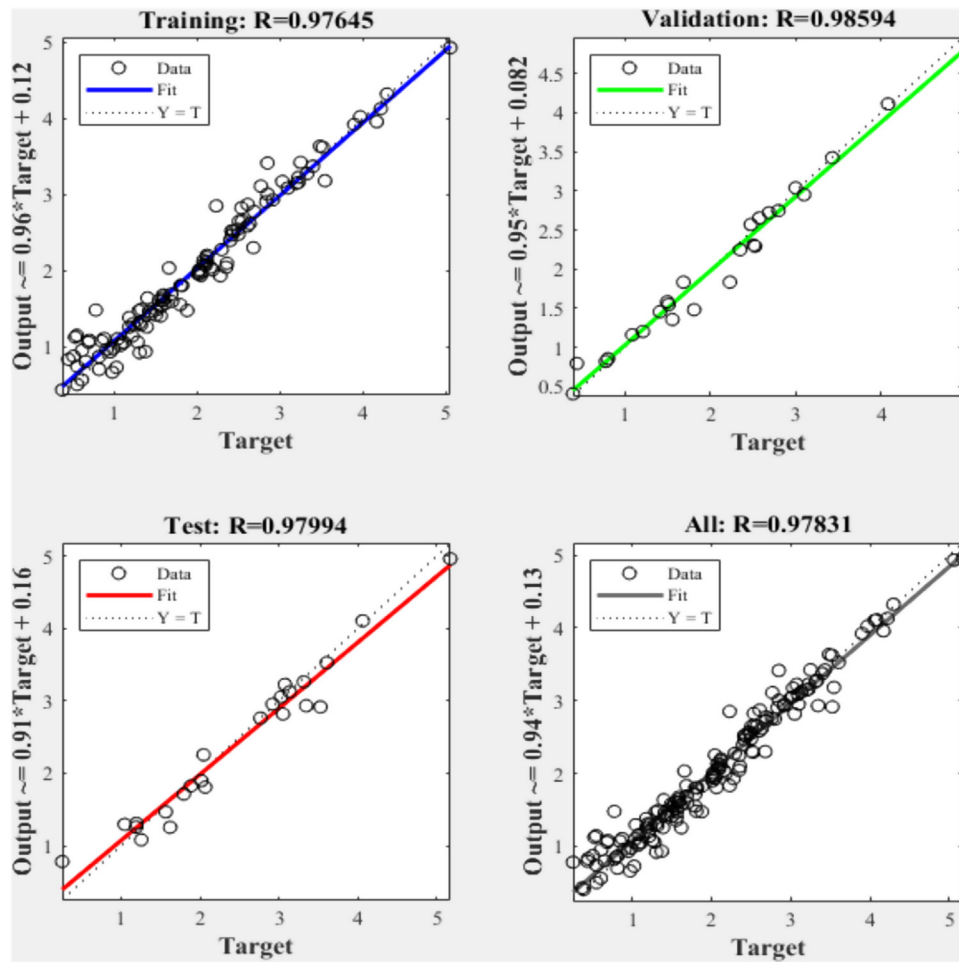 Training: R=0.97645
Output ~= 0.96*Target + 0.12
5
4
3
2
1
Data
Fit
Y = T
1
2
3
4
5
Target
Validation: R=0.98594
Output ~= 0.95*Target + 0.082
4.5
4
3.5
3
2.5
2
1.5
1
0.5
Data
Fit
Y = T
1
2
3
4
Target
Test: R=0.97994
Output ~= 0.91*Target + 0.16
5
4
3
2
1
Data
Fit
Y = T
1
2
3
4
5
Target
All: R=0.97831
Output ~= 0.94*Target + 0.13
5
4
3
2
1
Data
Fit
Y = T
1
2
3
4
5
Target